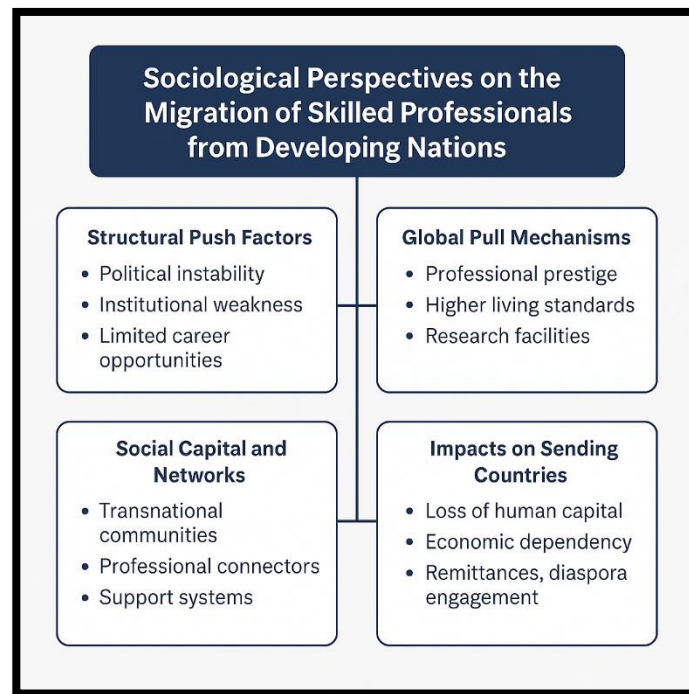 Sociological Perspectives on the
Migration of Skilled Professionals
from Developing Nations
Structural Push Factors
• Political instability
• Institutional weakness
• Limited career
opportunities
Global Pull Mechanisms
• Professional prestige
• Higher living standards
• Research facilities
Social Capital and
Networks
• Transnational
communities
• Professional connectors
• Support systems
Impacts on Sending
Countries
• Loss of human capital
• Economic dependency
• Remittances, diaspora
engagement